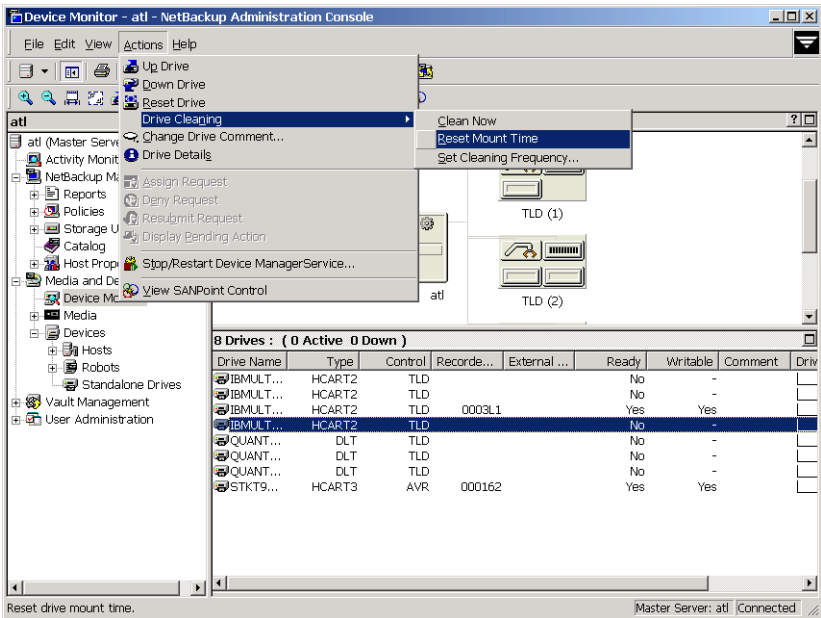 Device Monitor - atl - NetBackup Administration Console
File Edit View Actions Help
Up Drive
Down Drive
Reset Drive
Drive Cleaning
Change Drive Comment...
Drive Details
Assign Request
Deny Request
Resubmit Request
Display Pending Action
Stop/Restart Device ManagerService...
View SANPoint Control
Clean Now
Reset Mount Time
Set Cleaning Frequency...
atl
atl (Master Serve
Activity Monit
NetBackup Ma
Reports
Policies
Storage U
Catalog
Host Prop
Media and De
Device Mo
Media
Devices
Hosts
Robots
Standalone Drives
Vault Management
User Administration
TLD (1)
atl
TLD (2)
8 Drives : ( 0 Active 0 Down )
Drive Name Type Control Recorde... External ... Ready Writable Comment Driv
IBMULT... HCART2 TLD No -
IBMULT... HCART2 TLD No -
IBMULT... HCART2 TLD 0003L1 Yes Yes
IBMULT... HCART2 TLD No -
QUANT... DLT TLD No -
QUANT... DLT TLD No -
QUANT... DLT TLD No -
STKT9... HCART3 AVR 000162 Yes Yes
Reset drive mount time.
Master Server: atl Connected